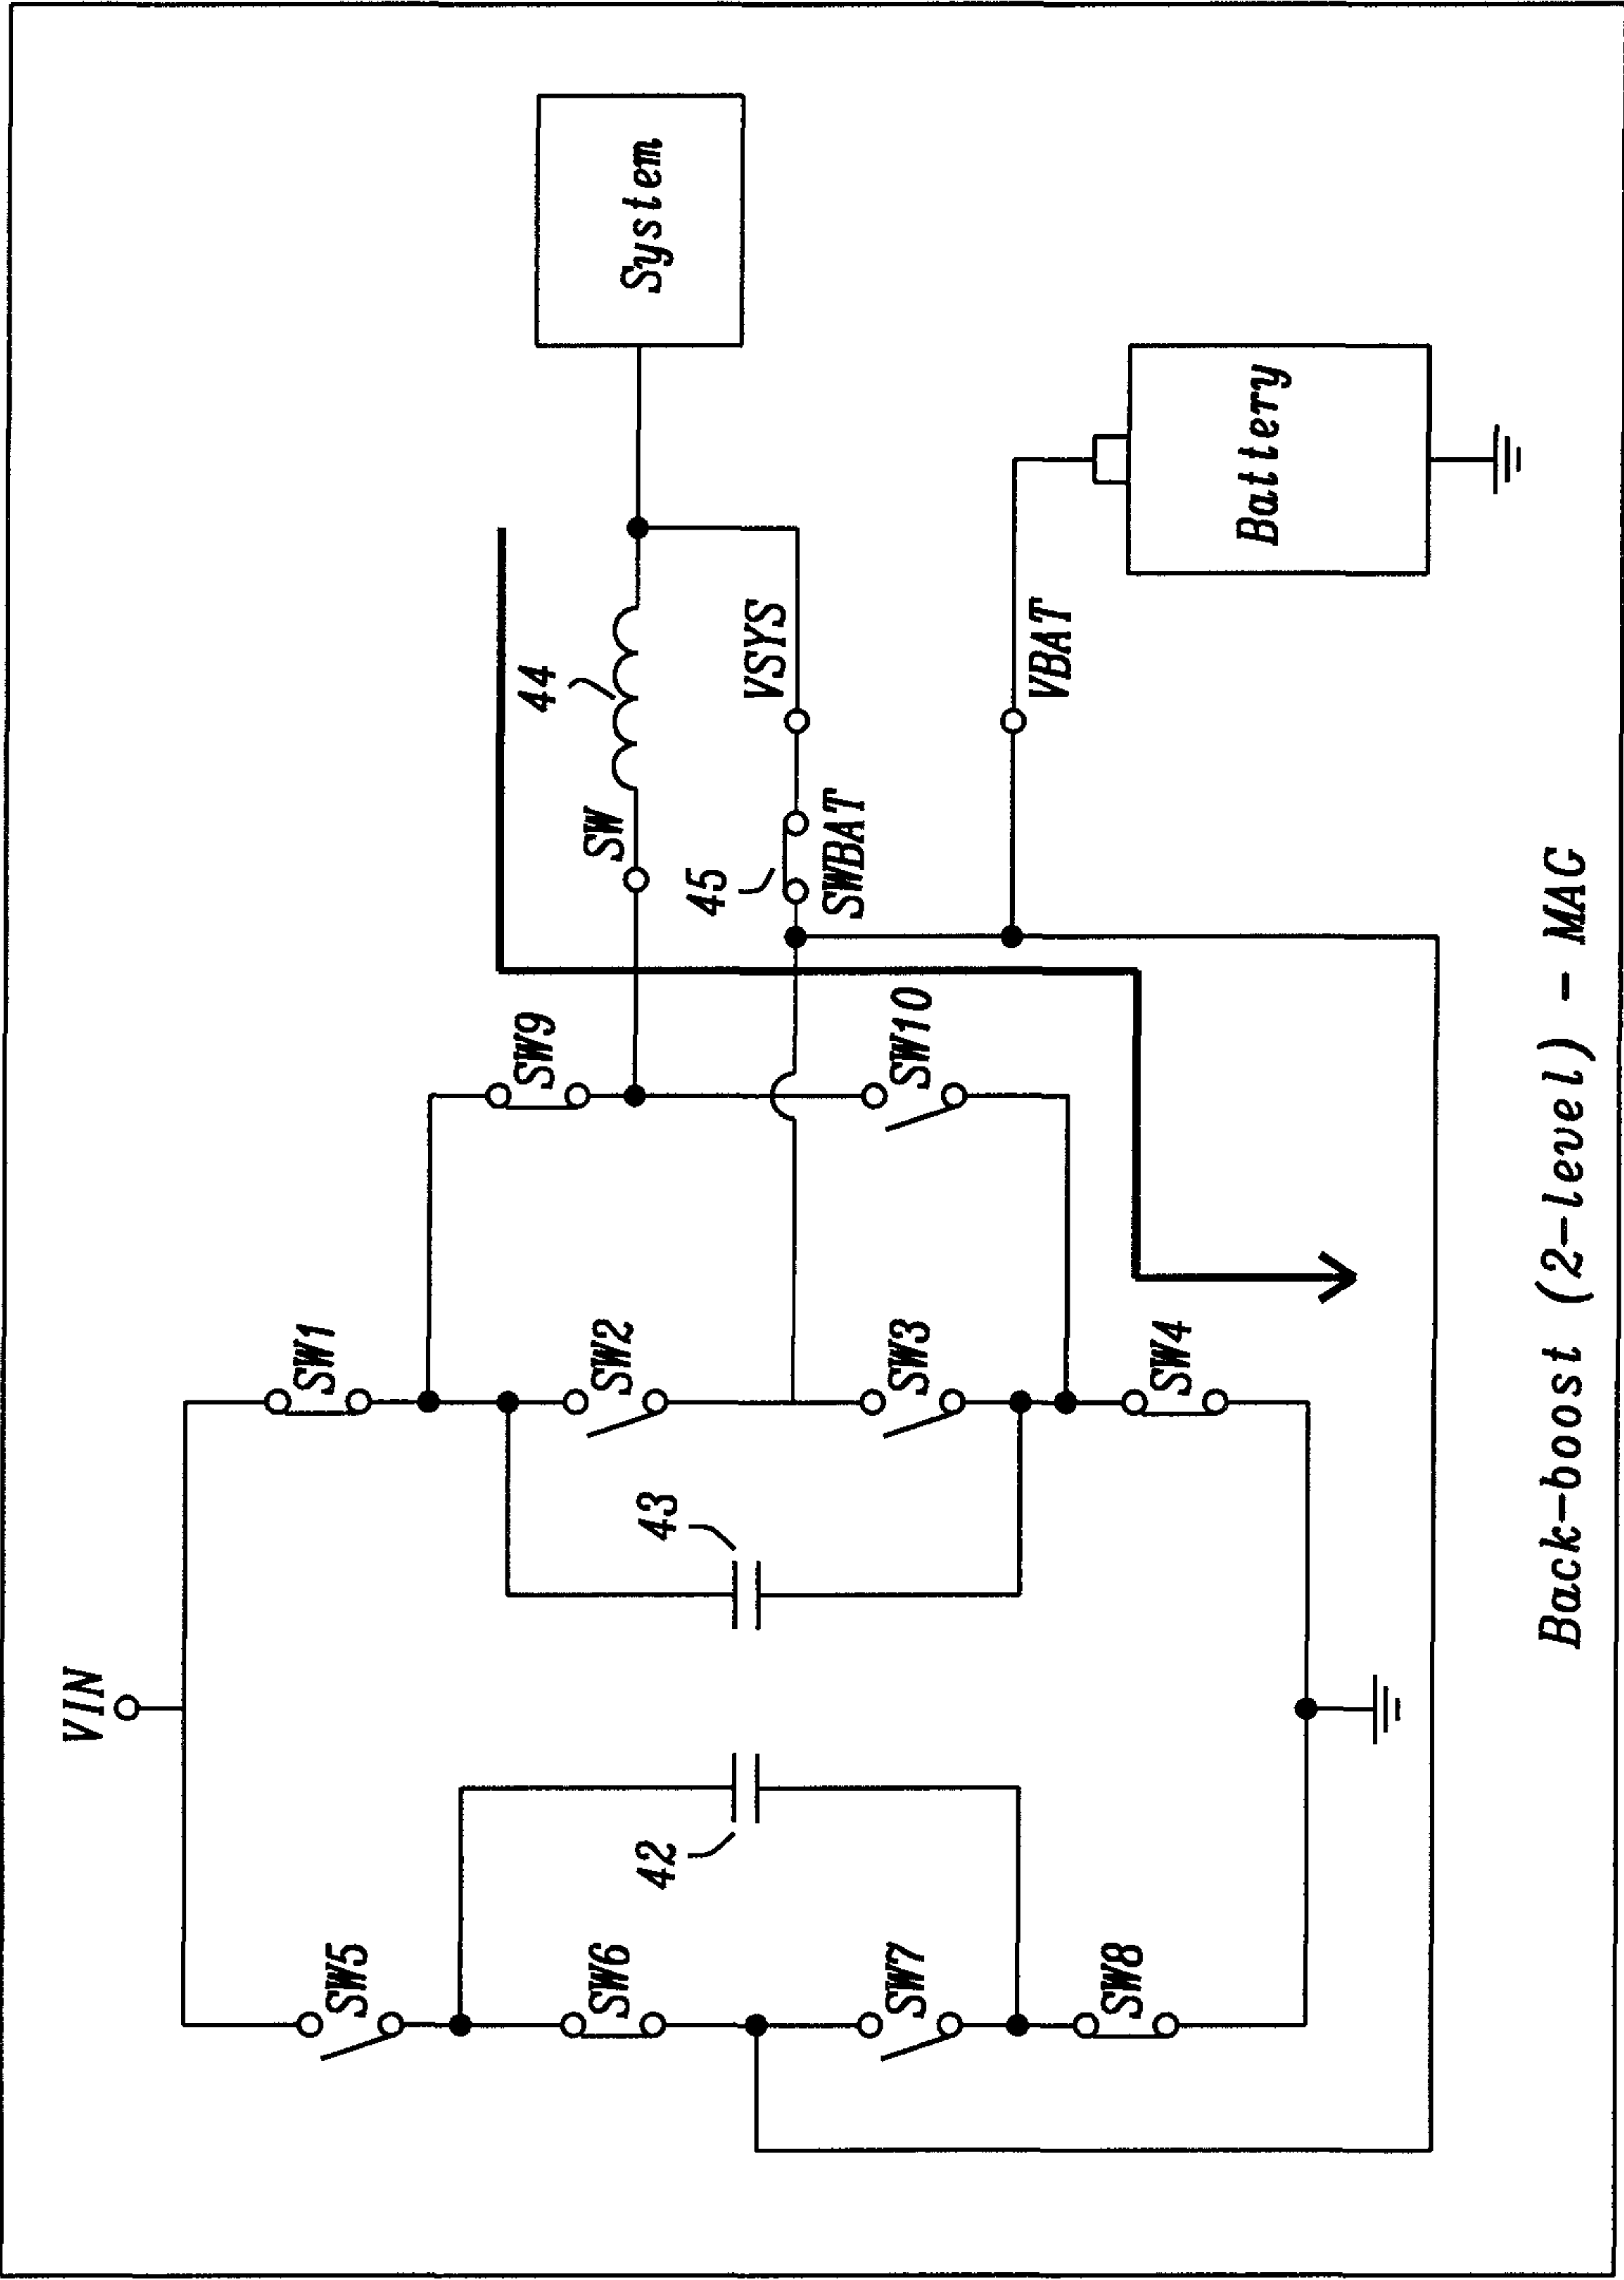 VIN
SW5
SW6
SW7
SW8
42
43
SW1
SW2
SW3
SW4
SW9
SW10
SW
44
45
SWBAT
VSYS
VBAT
System
Battery
Back-boost (2-level) - MAG